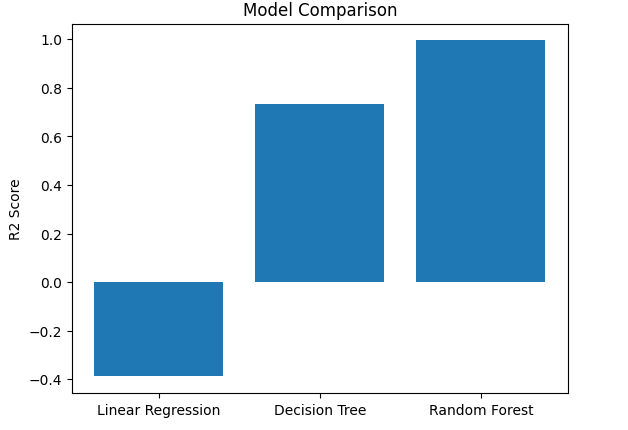 Model Comparison
1.0
0.8
0.6
0.4
0.2
0.0
−0.2
−0.4
R2 Score
Linear Regression
Decision Tree
Random Forest